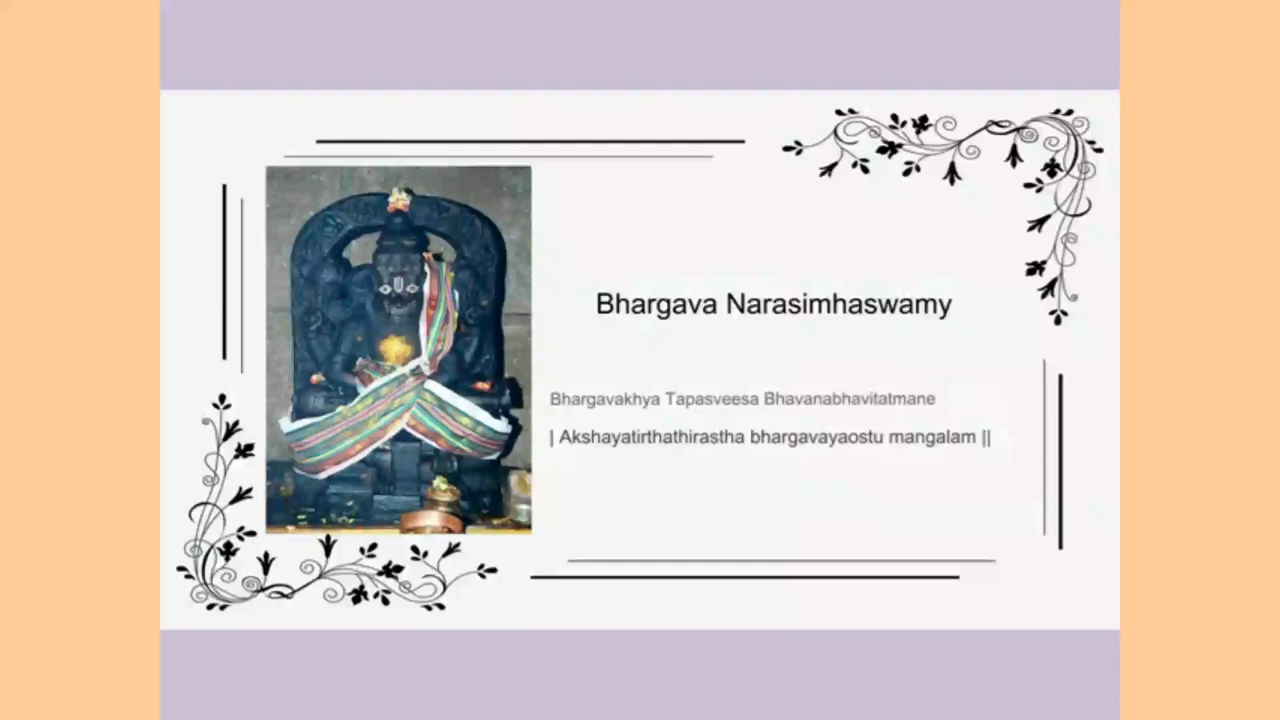 Bhargava Narasimhaswamy
Bhargavakhya Tapasveesa Bhavanabhavitatmane
| Akshayatirthathirastha bhargavayaostu mangalam ||